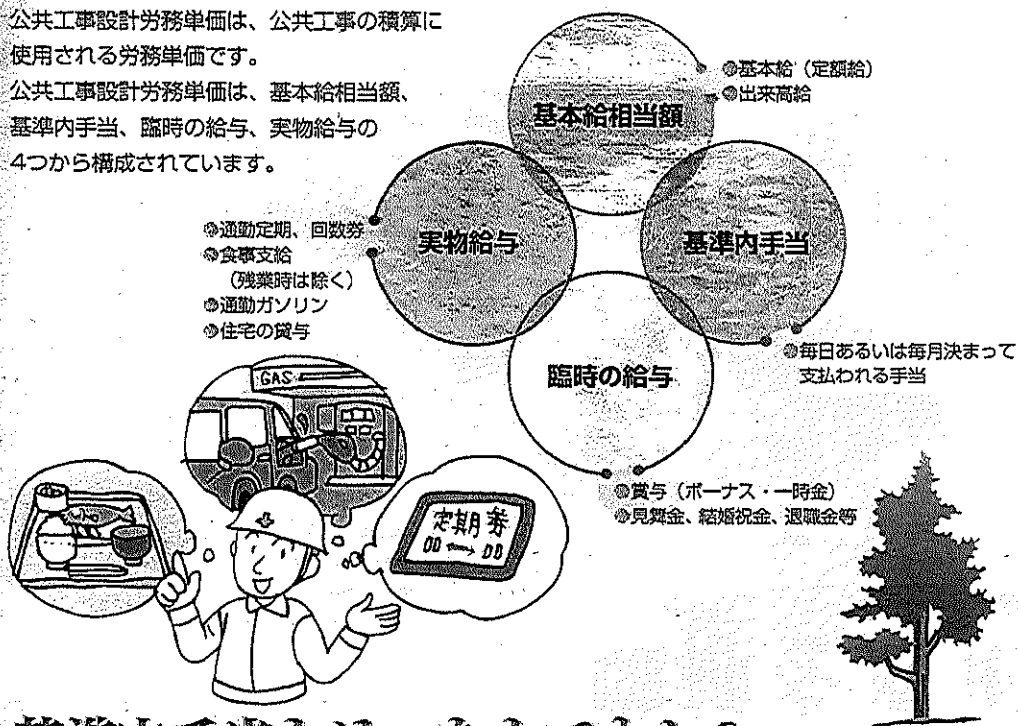 公共工事設計労務単価は、公共工事の積算に
使用される労務単価です。
公共工事設計労務単価は、基本給相当額、
基準内手当、臨時の給与、実物給与の
4つから構成されています。
基本給相当額
基本給(定額給)
出来高給
実物給与
通勤定期、回数券
食事支給
(残業時は除く)
通勤ガソリン
住宅の貸与
基準内手当
毎日あるいは毎月決まって
支払われる手当
臨時の給与
賞与(ボーナス・一時金)
見舞金、結婚祝金、退職金等
GAS
定期券